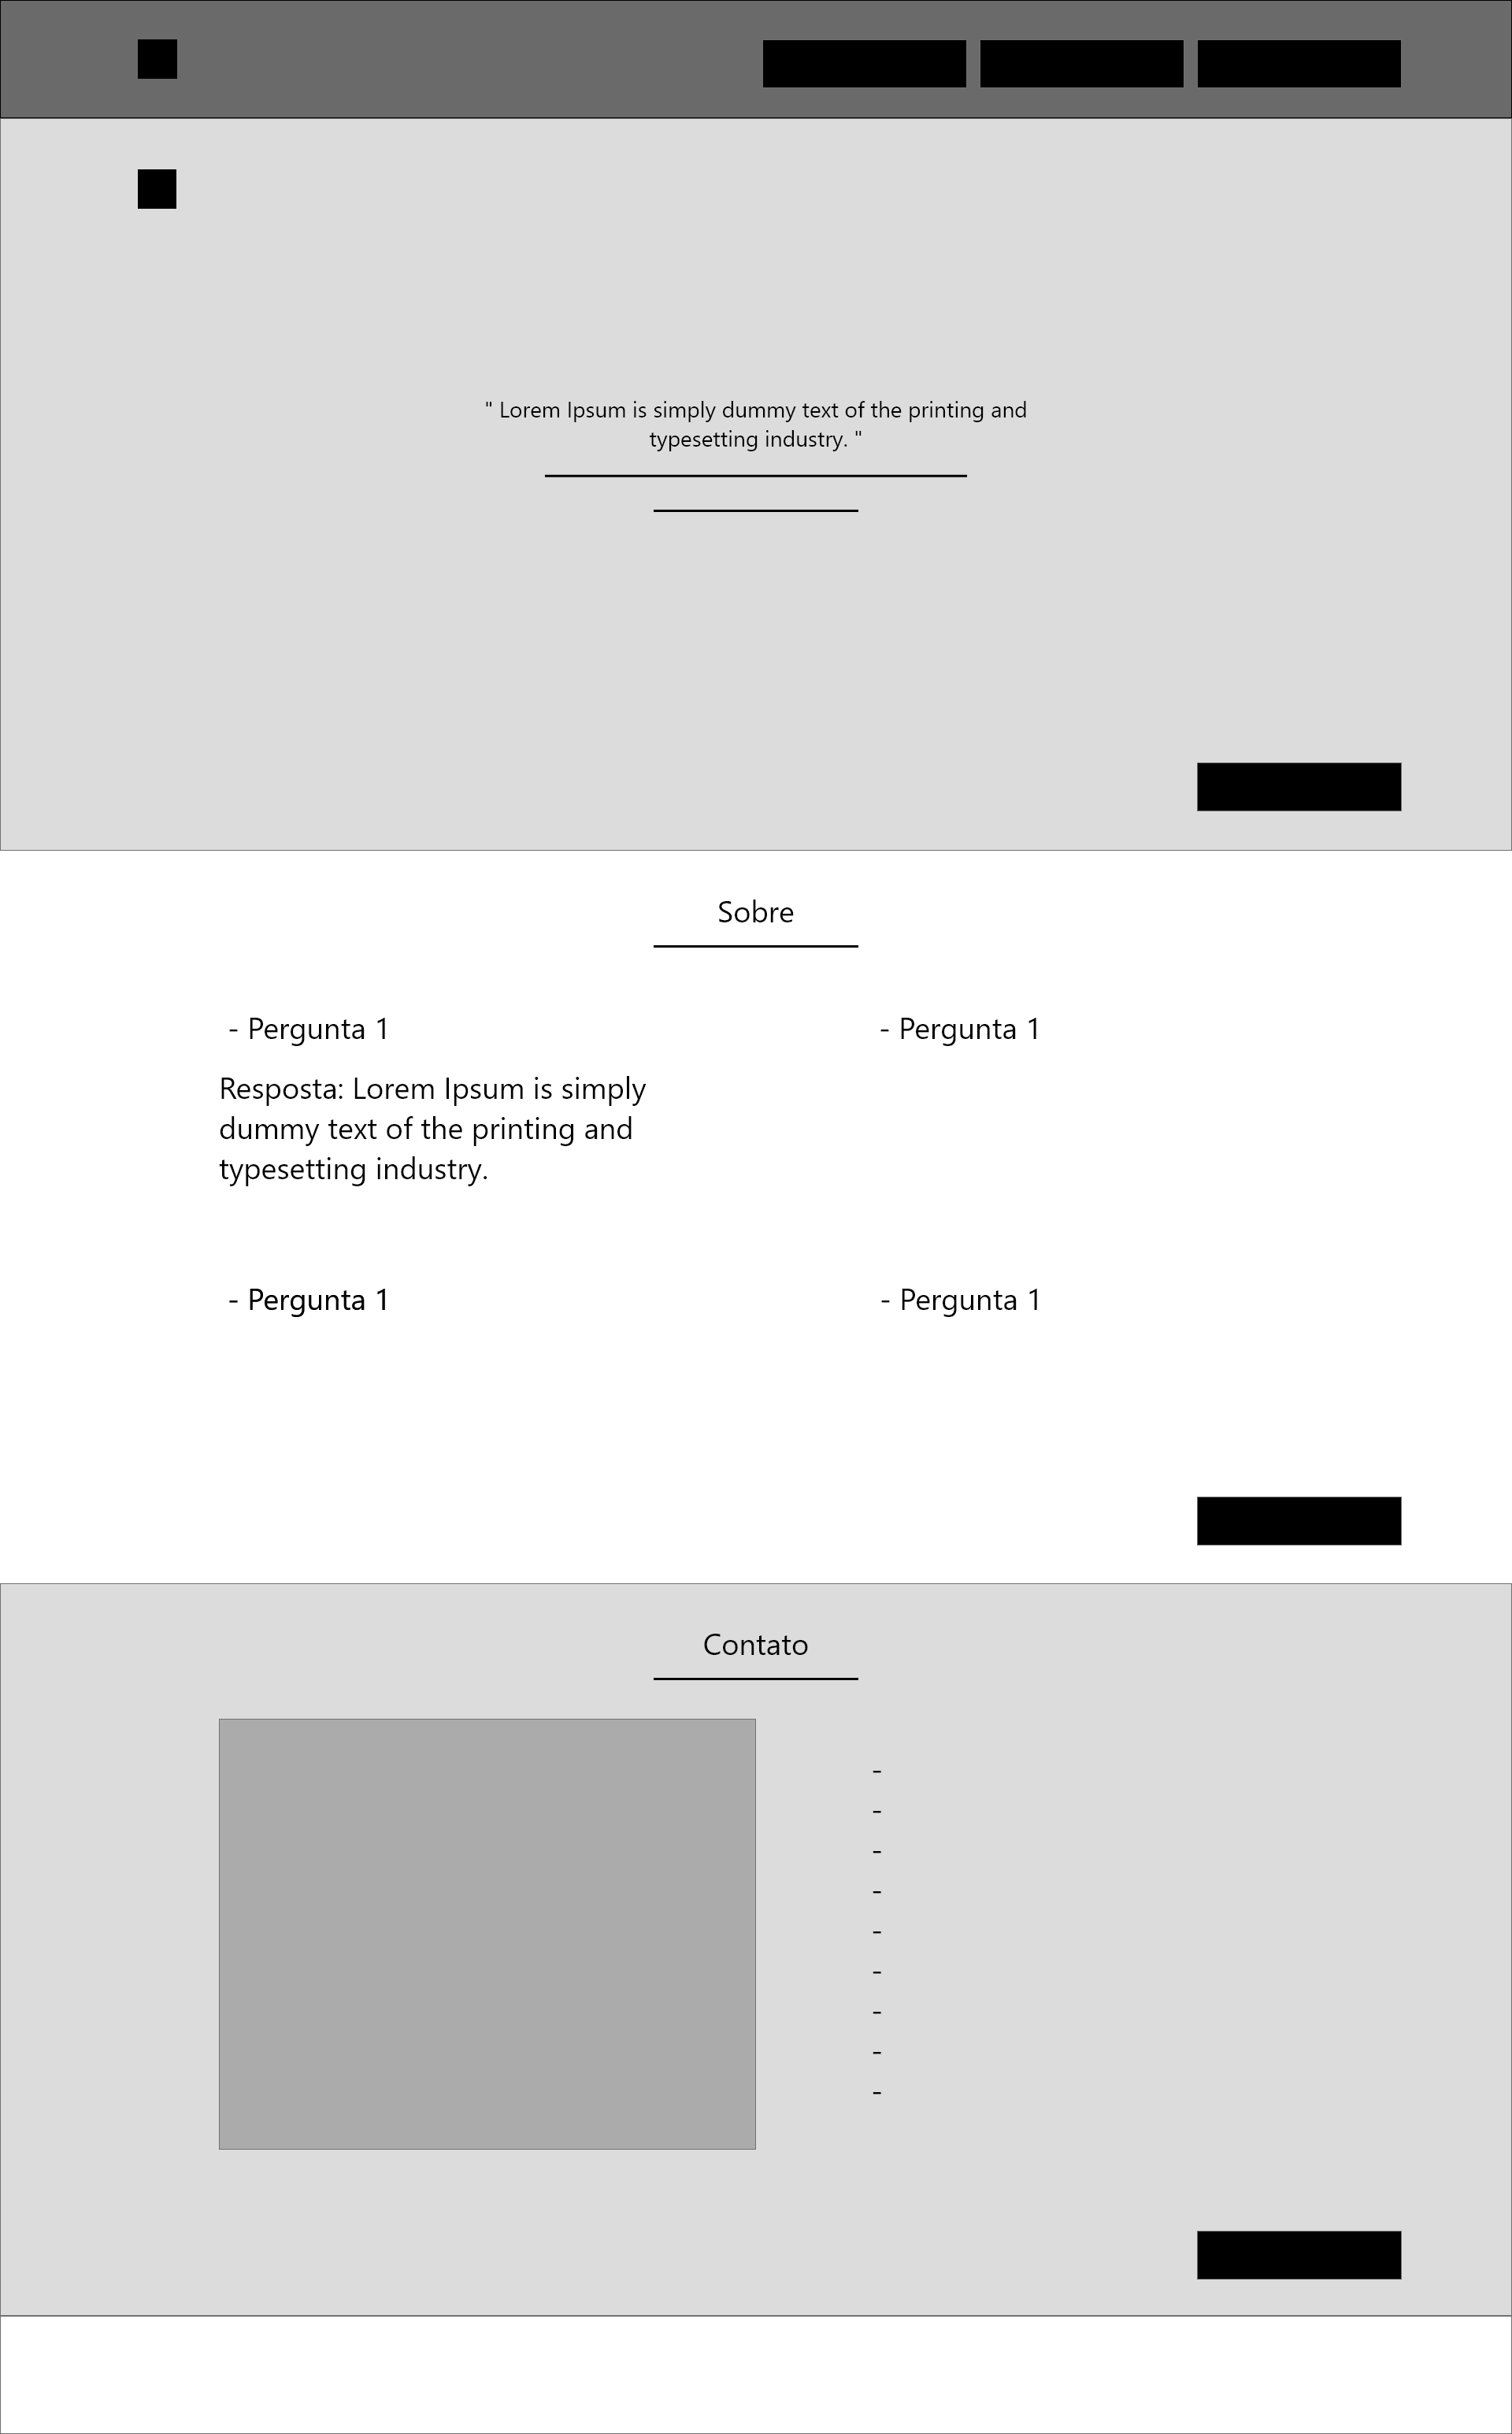 " Lorem Ipsum is simply dummy text of the printing and
typesetting industry. "
Sobre
- Pergunta 1
- Pergunta 1
Resposta: Lorem Ipsum is simply
dummy text of the printing and
typesetting industry.
- Pergunta 1
- Pergunta 1
Contato
-
-
-
-
-
-
-
-
-